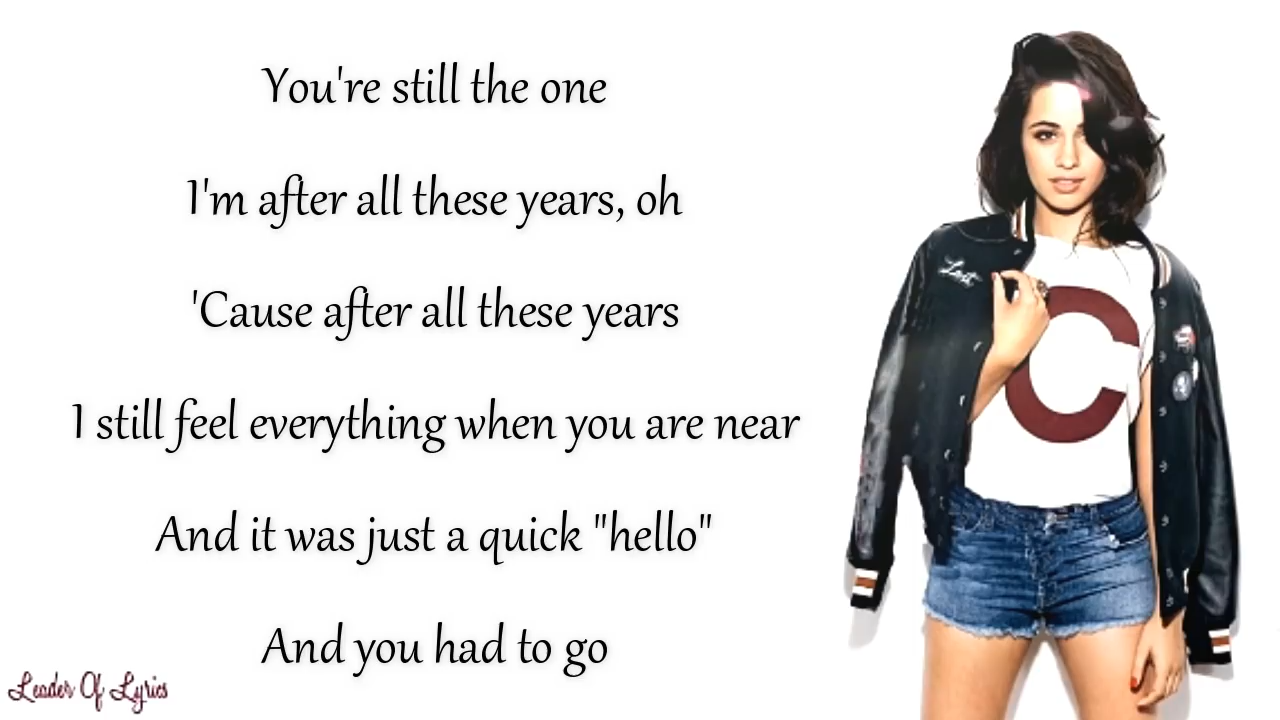 You're still the one
I'm after all these years, oh
'Cause after all these years
I still feel everything when you are near
And it was just a quick "hello"
And you had to go
Leader Of Lyrics
Lost
C